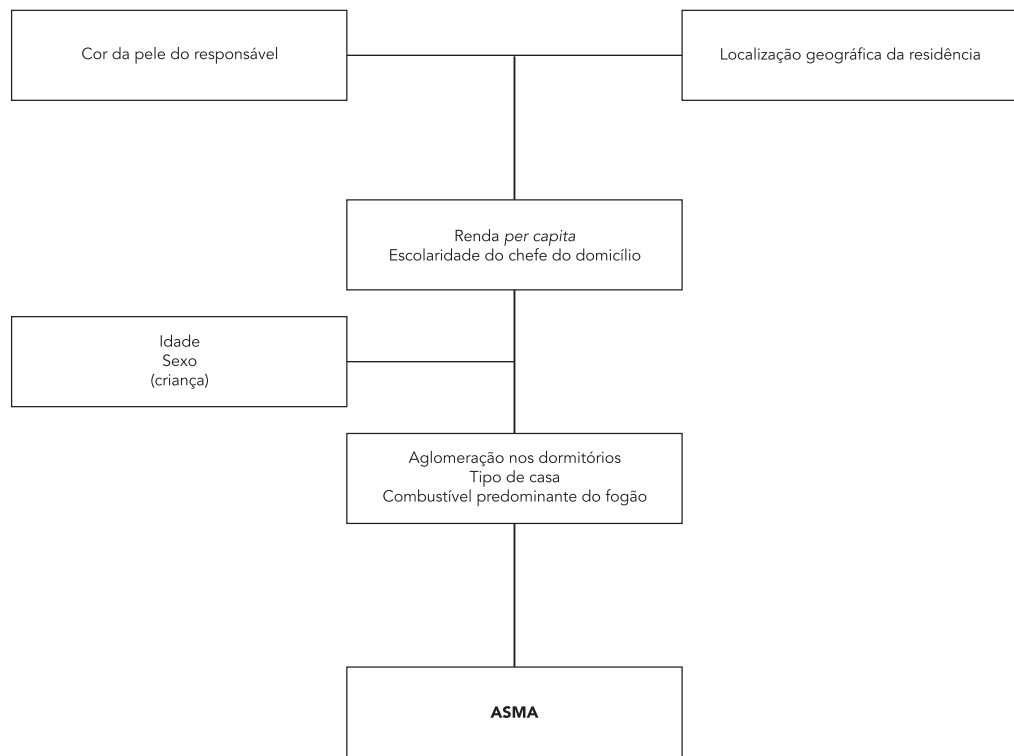 Cor da pele do responsável
Localização geográfica da residência
Renda per capita
Escolaridade do chefe do domicílio
Idade
Sexo
(criança)
Aglomeração nos dormitórios
Tipo de casa
Combustível predominante do fogão
ASMA